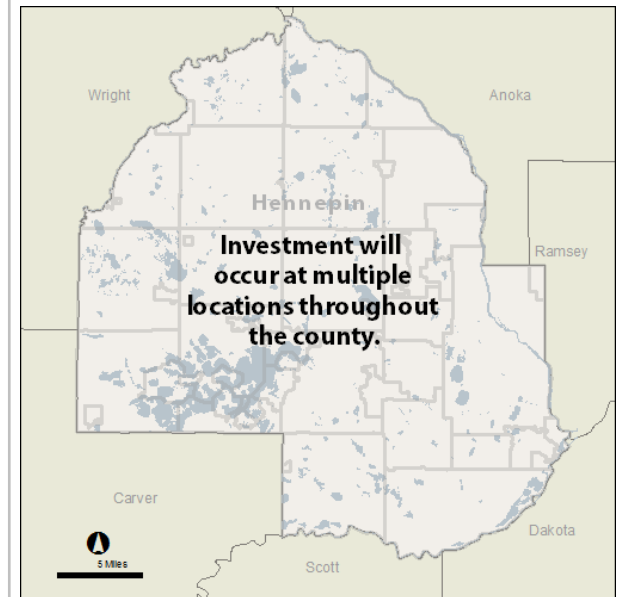 Wright
Anoka
Hennepin
Investment will
occur at multiple
locations throughout
the county.
Ramsey
Carver
5 Miles
Scott
Dakota